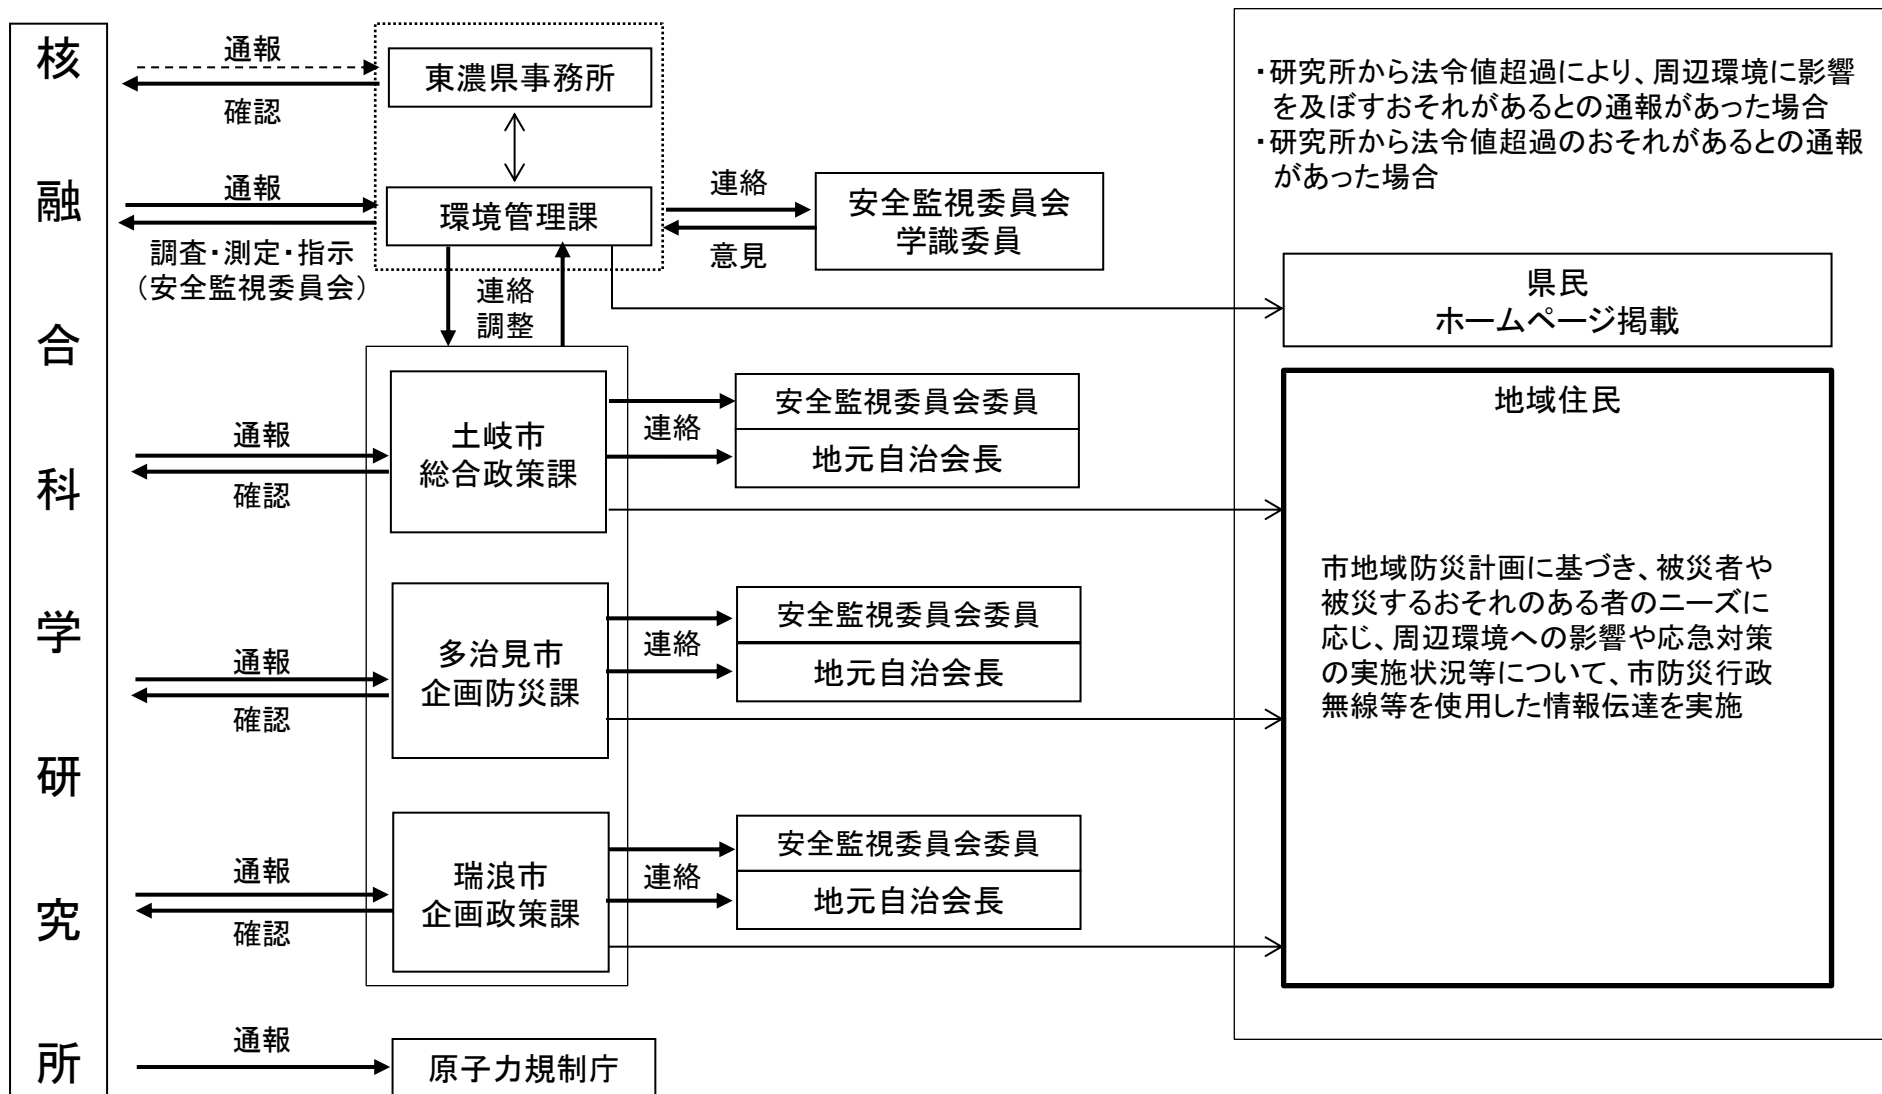 核融合科学研究所
通報
確認
東濃県事務所
通報
調査・測定・指示
（安全監視委員会）
環境管理課
連絡
意見
安全監視委員会
学識委員
連絡
調整
通報
確認
土岐市
総合政策課
連絡
安全監視委員会委員
地元自治会長
通報
確認
多治見市
企画防災課
連絡
安全監視委員会委員
地元自治会長
通報
確認
瑞浪市
企画政策課
連絡
安全監視委員会委員
地元自治会長
通報
原子力規制庁
・研究所から法令値超過により、周辺環境に影響
を及ぼすおそれがあるとの通報があった場合
・研究所から法令値超過のおそれがあるとの通報
があった場合
県民
ホームページ掲載
地域住民
市地域防災計画に基づき、被災者や
被災するおそれのある者のニーズに
応じ、周辺環境への影響や応急対策
の実施状況等について、市防災行政
無線等を使用した情報伝達を実施